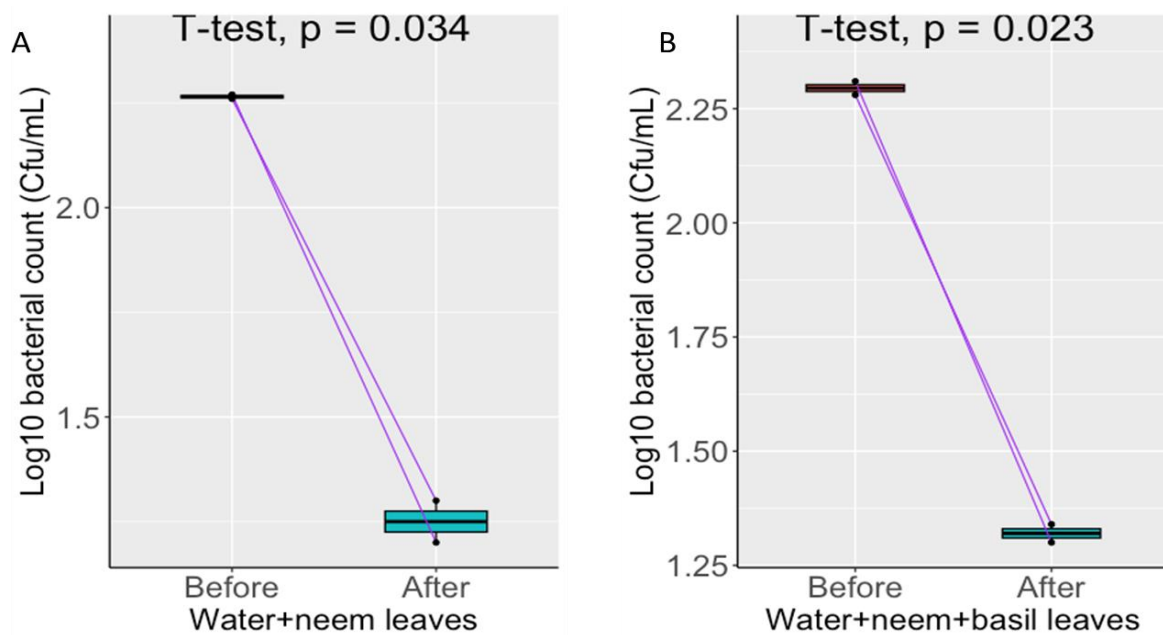 A
T-test, p = 0.034
Log10 bacterial count (Cfu/mL)
2.0
1.5
Before After
Water+neem leaves
B
T-test, p = 0.023
Log10 bacterial count (Cfu/mL)
2.25
2.00
1.75
1.50
1.25
Before After
Water+neem+basil leaves